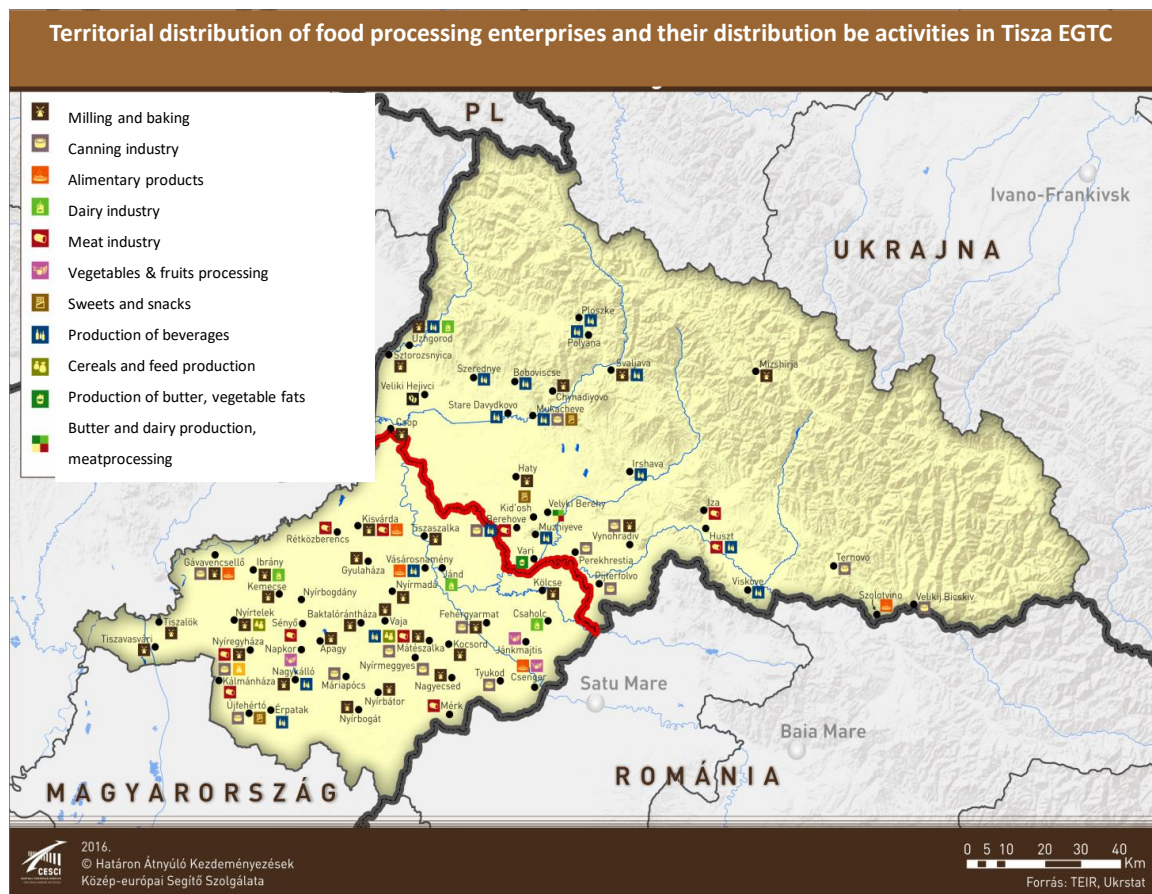 Territorial distribution of food processing enterprises and their distribution be activities in Tisza EGTC
Milling and baking
Canning industry
Alimentary products
Dairy industry
Meat industry
Vegetables & fruits processing
Sweets and snacks
Production of beverages
Cereals and feed production
Production of butter, vegetable fats
Butter and dairy production,
meatprocessing
PL
Ivano-Frankivsk
UKRAJNA
Ploszke
Uzhgorod
Polyana
Sztorozsnyica
Szerednye
Boboviscse
Svaljava
Mizshirja
Veliki Hejivci
Chynadiyovo
Stare Davydkovo
Mukacheve
Csop
Haty
Irshava
Kid'osh
Velyki Berehy
Iza
Kisvárda
Berehove
Rétközberencs
Tiszaszalka
Muzhiyeve
Vynohradiv
Huszt
Gávavencsellő
Ibrány
Gyulaháza
Vásárosnamény
Vari
Perekhrestia
Ternovo
Kemecse
Jánd
Nyírmada
Kölcse
Djiterfolvo
Viskove
Nyírbogdány
Szolotvino
Velikij Bicskiv
Nyírtelek
Sényő
Baktalórántháza
Vaja
Fehérgyarmat
Csaholc
Tiszalök
Tiszavasvári
Nyíregyháza
Napkor
Apagy
Mátészalka
Kocsord
Jánkmajtis
Nagykálló
Nyírmeggyes
Kálmánháza
Máriapócs
Nagyecsed
Tyukod
Csenger
Satu Mare
Újfehértó
Érpatak
Nyírbátor
Nyírbogát
Mérk
Baia Mare
ROMÁNIA
MAGYARORSZÁG
CESCI
2016.
© Határon Átnyúló Kezdeményezések
Közép-európai Segítő Szolgálata
0 5 10 20 30 40
Km
Forrás: TEIR, Ukrstat